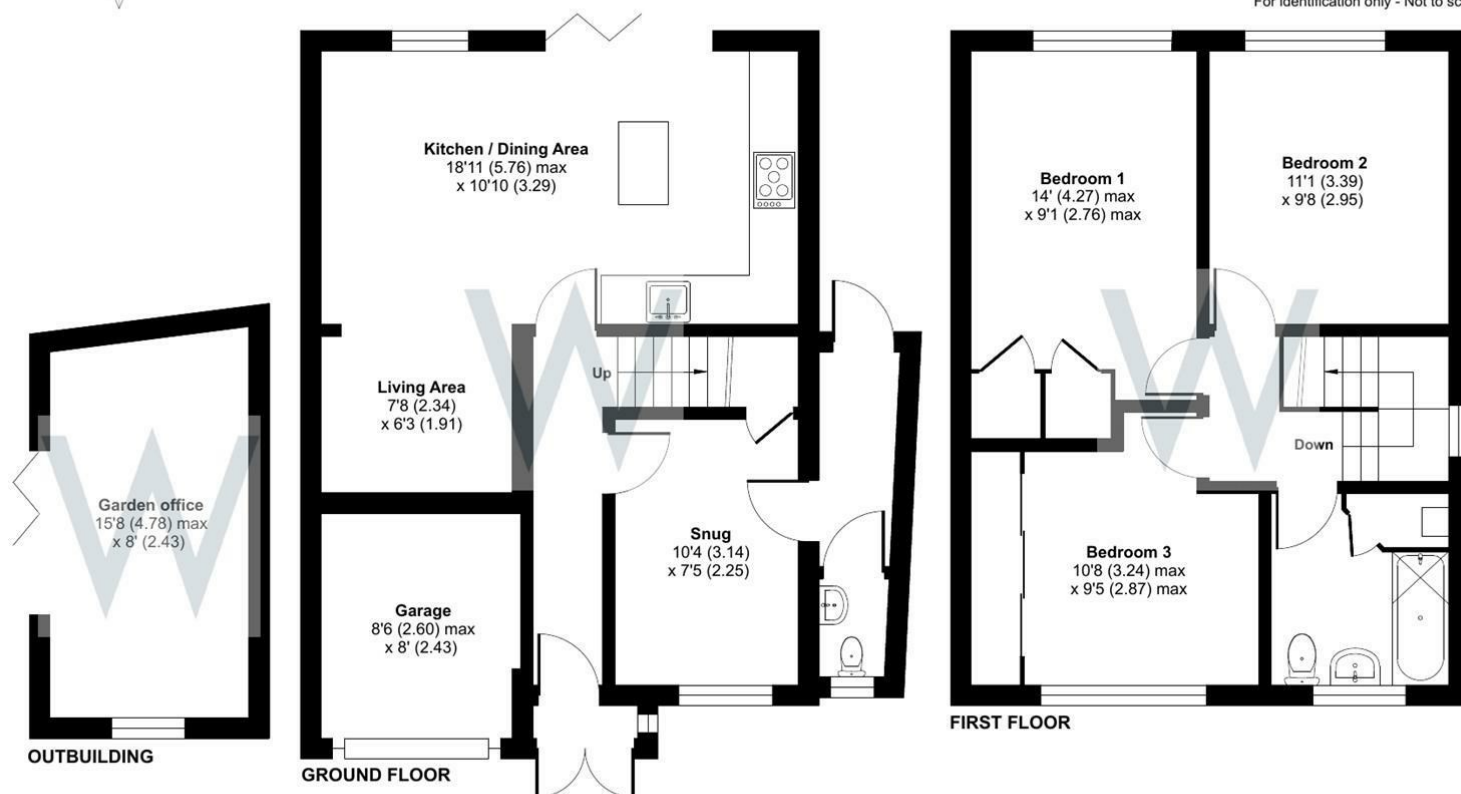 For identification only - Not to sc
Kitchen / Dining Area
18'11 (5.76) max
x 10'10 (3.29)
Living Area
7'8 (2.34)
x 6'3 (1.91)
Up
Snug
10'4 (3.14)
x 7'5 (2.25)
Garage
8'6 (2.60) max
x 8' (2.43)
GROUND FLOOR
Garden office
15'8 (4.78) max
x 8' (2.43)
OUTBUILDING
Bedroom 1
14' (4.27) max
x 9'1 (2.76) max
Bedroom 2
11'1 (3.39)
x 9'8 (2.95)
Down
Bedroom 3
10'8 (3.24) max
x 9'5 (2.87) max
FIRST FLOOR
W
W
W